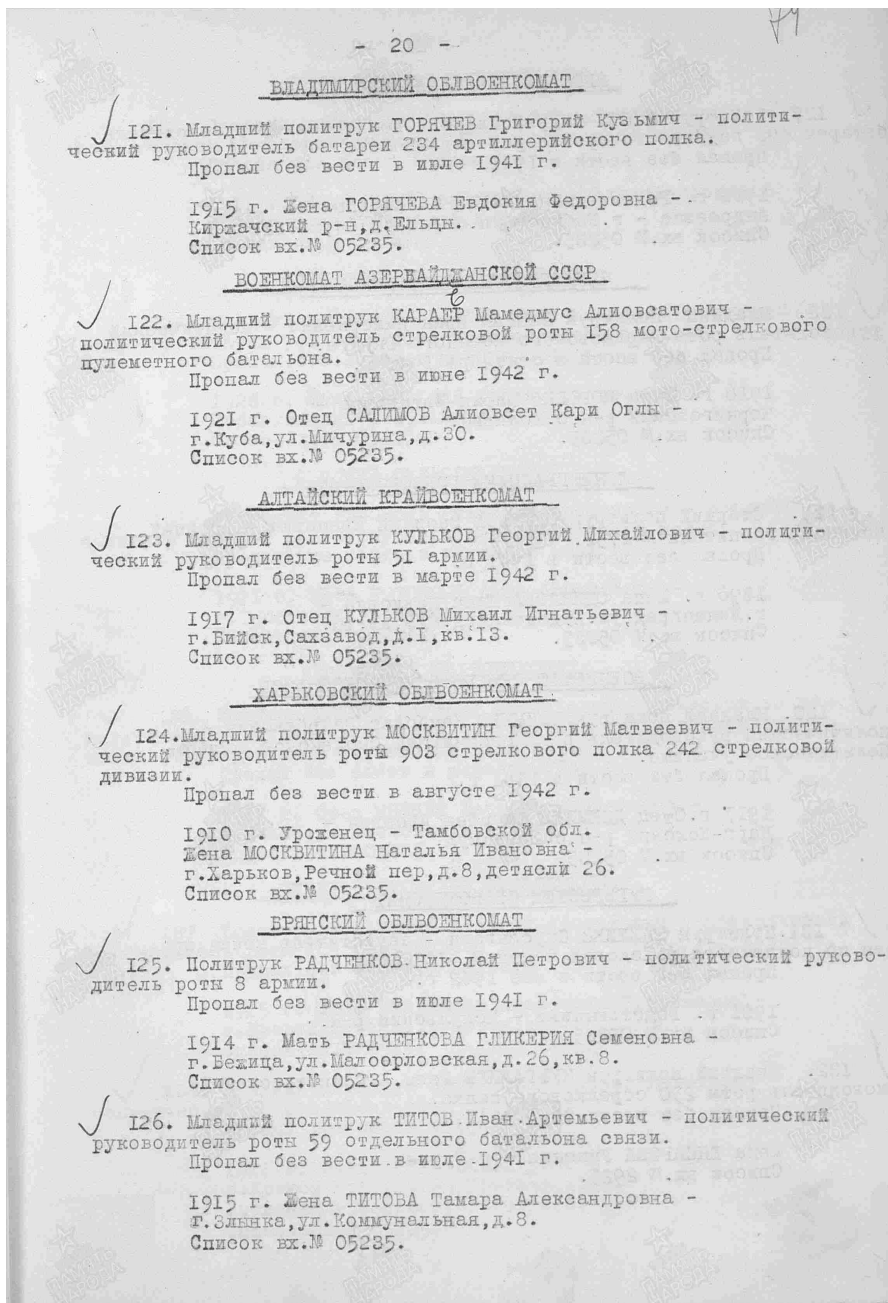 - 20 -
ВЛАДИМИРСКИЙ ОБЛВОЕНКОМАТ
121. Младший политрук ГОРЯЧЕВ Григорий Кузьмич - полити-
ческий руководитель батареи 234 артиллерийского полка.
Пропал без вести в июле 1941 г.
1915 г. Жена ГОРЯЧЕВА Евдокия Федоровна -
Киржачский р-н,д.Ельцы.
Список вх.№ 05235.
ВОЕНКОМАТ АЗЕРБАЙДЖАНСКОЙ СССР
122. Младший политрук КАРАЕР Мамедмус Алиовсатович -
политический руководитель стрелковой роты 158 мото-стрелкового
пулеметного батальона.
Пропал без вести в июне 1942 г.
1921 г. Отец САЛИМОВ Алиовсет Кари Оглы -
г.Куба,ул.Мичурина,д.30.
Список вх.№ 05235.
АЛТАЙСКИЙ КРАЙВОЕНКОМАТ
123. Младший политрук КУЛЬКОВ Георгий Михайлович - полити-
ческий руководитель роты 51 армии.
Пропал без вести в марте 1942 г.
1917 г. Отец КУЛЬКОВ Михаил Игнатьевич -
г.Бийск,Сахзавод,д.1,кв.13.
Список вх.№ 05235.
ХАРЬКОВСКИЙ ОБЛВОЕНКОМАТ
124.Младший политрук МОСКВИТИН Георгий Матвеевич - полити-
ческий руководитель роты 903 стрелкового полка 242 стрелковой
дивизии.
Пропал без вести в августе 1942 г.
1910 г. Уроженец - Тамбовской обл.
Жена МОСКВИТИНА Наталья Ивановна -
г.Харьков,Речной пер,д.8,детясли 26.
Список вх.№ 05235.
БРЯНСКИЙ ОБЛВОЕНКОМАТ
125. Политрук РАДЧЕНКОВ Николай Петрович - политический руково-
дитель роты 8 армии.
Пропал без вести в июле 1941 г.
1914 г. Мать РАДЧЕНКОВА ГЛИКЕРИЯ Семеновна -
г.Бежица,ул.Малоорловская,д.26,кв.8.
Список вх.№ 05235.
126. Младший политрук ТИТОВ Иван Артемьевич - политический
руководитель роты 59 отдельного батальона связи.
Пропал без вести в июле 1941 г.
1915 г. Жена ТИТОВА Тамара Александровна -
г.Злынка,ул.Коммунальная,д.8.
Список вх.№ 05235.